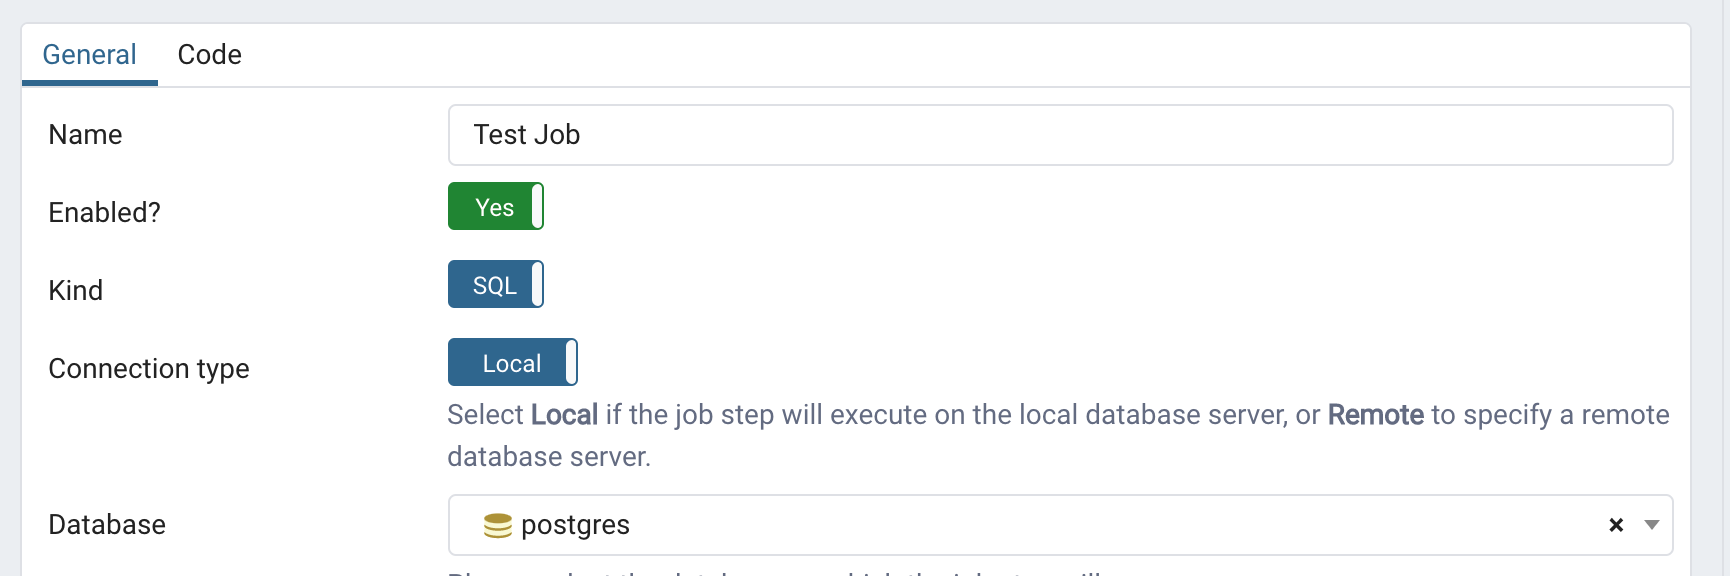 General Code
Name Test Job
Enabled? Yes
Kind SQL
Connection type Local
Select Local if the job step will execute on the local database server, or Remote to specify a remote
database server.
Database postgres